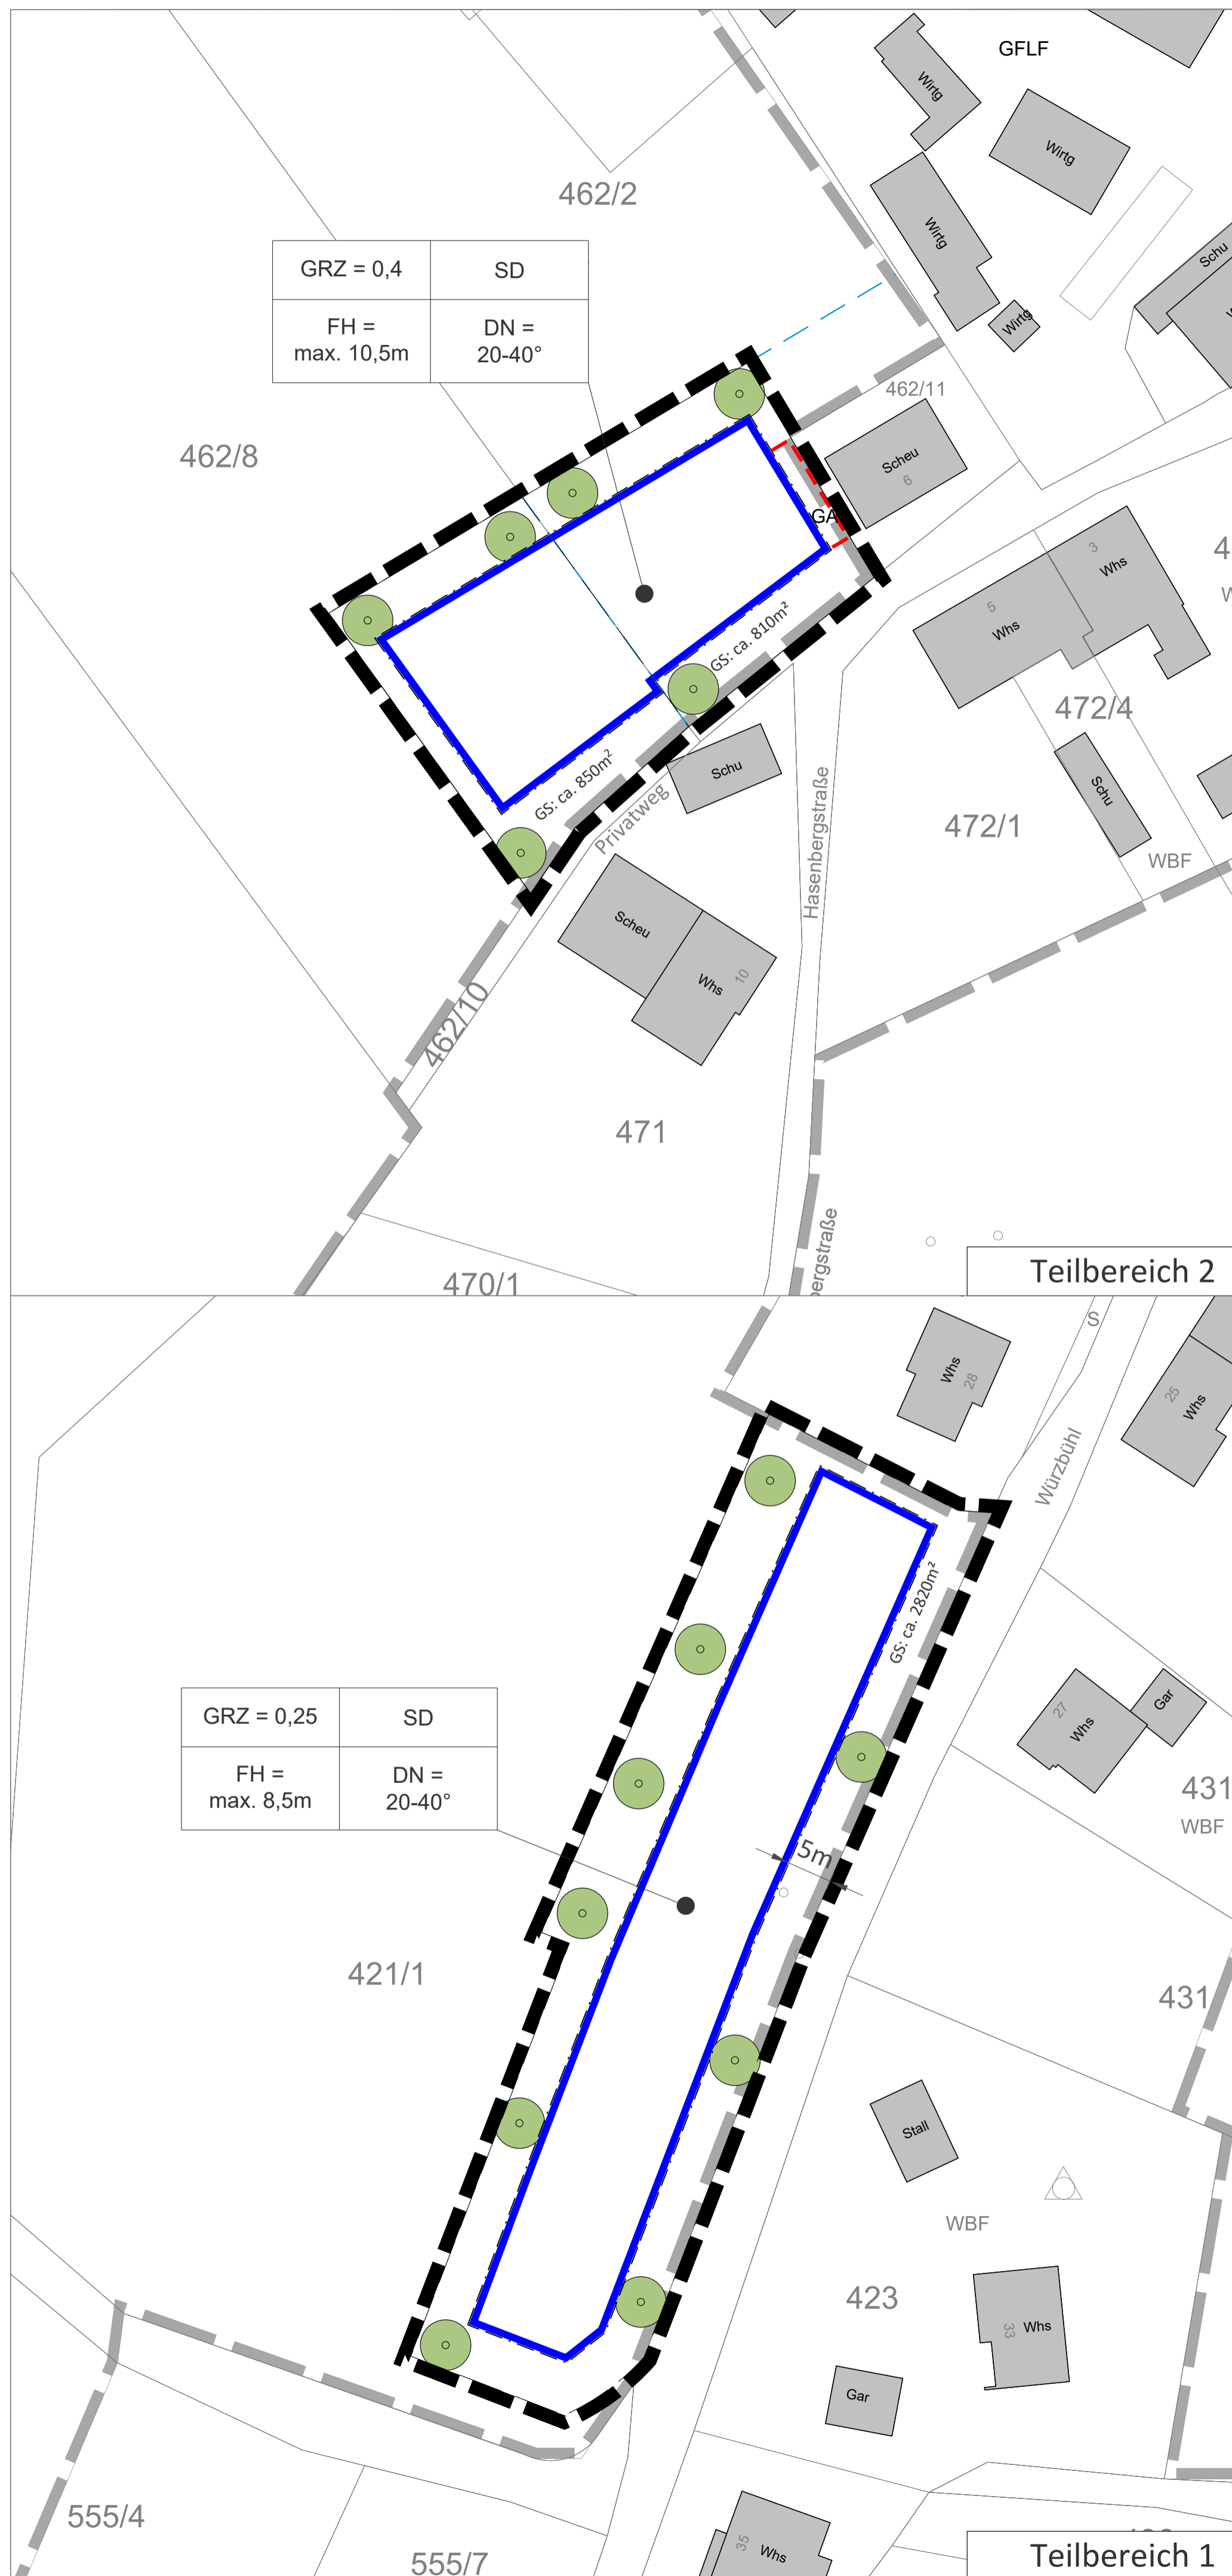 GFLF
Wirtg
Wirtg
Wirtg
Wirtg
Schu
462/2
GRZ = 0,4
SD
FH =
max. 10,5m
DN =
20-40°
462/11
462/8
Scheu
6
GA
3
Whs
5
Whs
GS: ca. 810m²
472/4
GS: ca. 850m²
Schu
Privatweg
Hasenbergstraße
Schu
472/1
WBF
Scheu
Whs
10
462/10
471
bergstraße
470/1
Teilbereich 2
S
Whs
28
25
Whs
Würzbühl
GS: ca. 2820m²
27
Whs
Gar
GRZ = 0,25
SD
FH =
max. 8,5m
DN =
20-40°
431
WBF
5m
421/1
431
Stall
WBF
423
33
Whs
Gar
555/4
35
Whs
555/7
Teilbereich 1